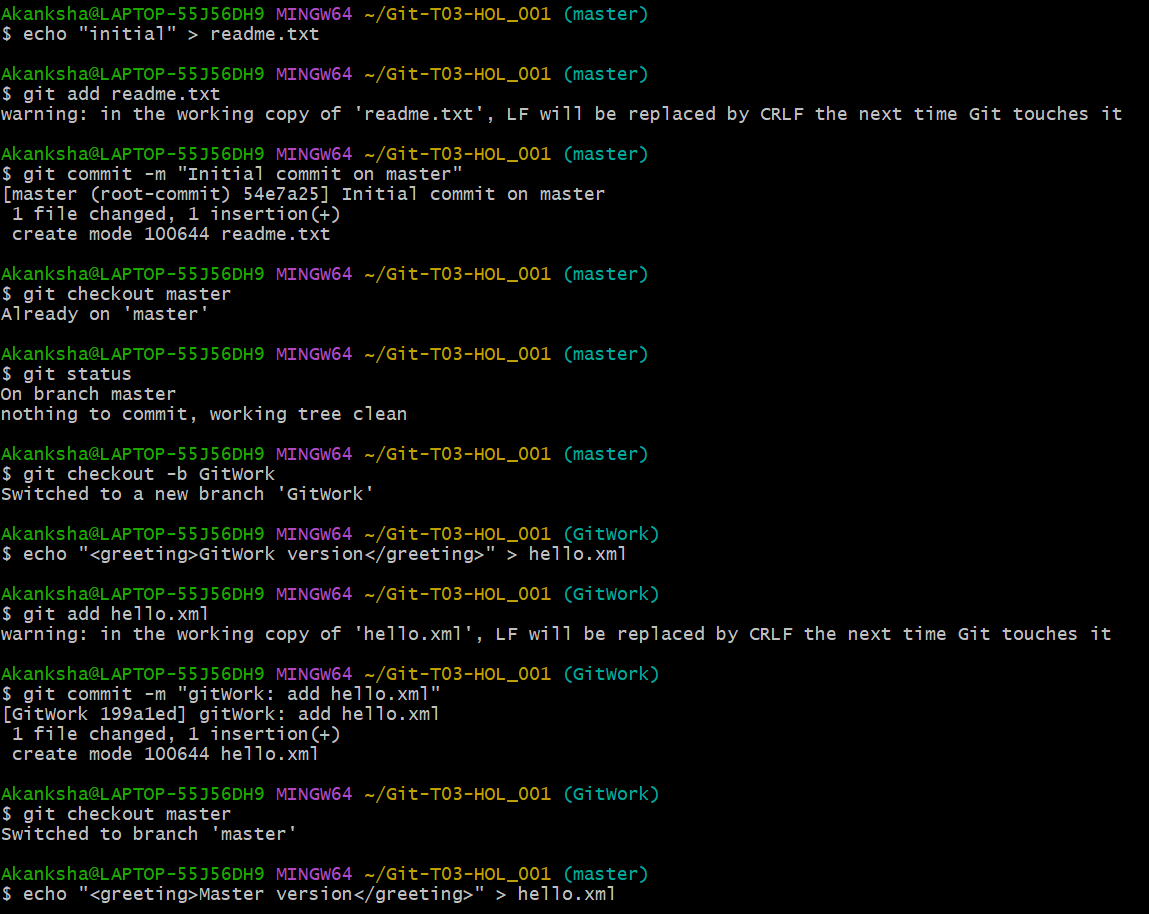 Akanksha@LAPTOP-55J56DH9 MINGW64 ~/Git-T03-HOL_001 (master)
$ echo "initial" > readme.txt

Akanksha@LAPTOP-55J56DH9 MINGW64 ~/Git-T03-HOL_001 (master)
$ git add readme.txt
warning: in the working copy of 'readme.txt', LF will be replaced by CRLF the next time Git touches it

Akanksha@LAPTOP-55J56DH9 MINGW64 ~/Git-T03-HOL_001 (master)
$ git commit -m "Initial commit on master"
[master (root-commit) 54e7a25] Initial commit on master
 1 file changed, 1 insertion(+)
 create mode 100644 readme.txt

Akanksha@LAPTOP-55J56DH9 MINGW64 ~/Git-T03-HOL_001 (master)
$ git checkout master
Already on 'master'

Akanksha@LAPTOP-55J56DH9 MINGW64 ~/Git-T03-HOL_001 (master)
$ git status
On branch master
nothing to commit, working tree clean

Akanksha@LAPTOP-55J56DH9 MINGW64 ~/Git-T03-HOL_001 (master)
$ git checkout -b GitWork
Switched to a new branch 'GitWork'

Akanksha@LAPTOP-55J56DH9 MINGW64 ~/Git-T03-HOL_001 (GitWork)
$ echo "<greeting>GitWork version</greeting>" > hello.xml

Akanksha@LAPTOP-55J56DH9 MINGW64 ~/Git-T03-HOL_001 (GitWork)
$ git add hello.xml
warning: in the working copy of 'hello.xml', LF will be replaced by CRLF the next time Git touches it

Akanksha@LAPTOP-55J56DH9 MINGW64 ~/Git-T03-HOL_001 (GitWork)
$ git commit -m "gitWork: add hello.xml"
[GitWork 199a1ed] gitWork: add hello.xml
 1 file changed, 1 insertion(+)
 create mode 100644 hello.xml

Akanksha@LAPTOP-55J56DH9 MINGW64 ~/Git-T03-HOL_001 (GitWork)
$ git checkout master
Switched to branch 'master'

Akanksha@LAPTOP-55J56DH9 MINGW64 ~/Git-T03-HOL_001 (master)
$ echo "<greeting>Master version</greeting>" > hello.xml